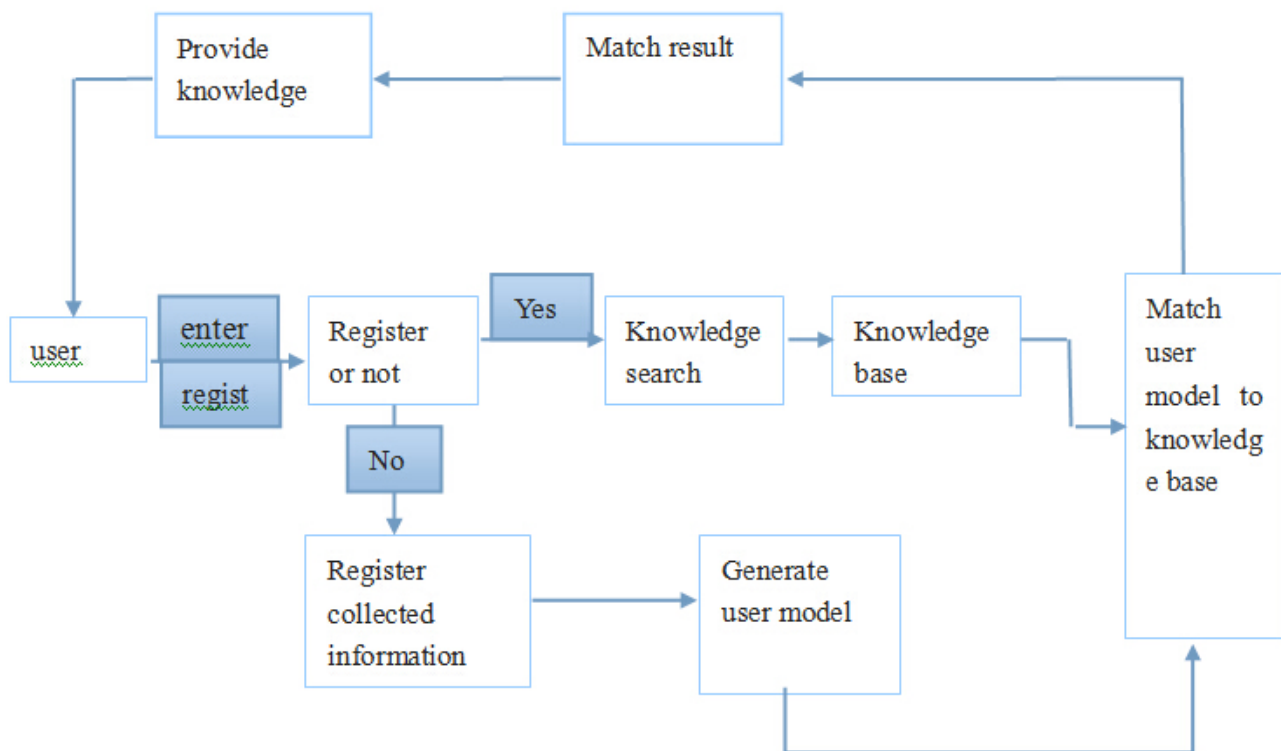 Provide
knowledge
Match result
user
enter
regist
Register
or not
Yes
Knowledge
search
Knowledge
base
Match
user
model to
knowledg
e base
No
Register
collected
information
Generate
user model